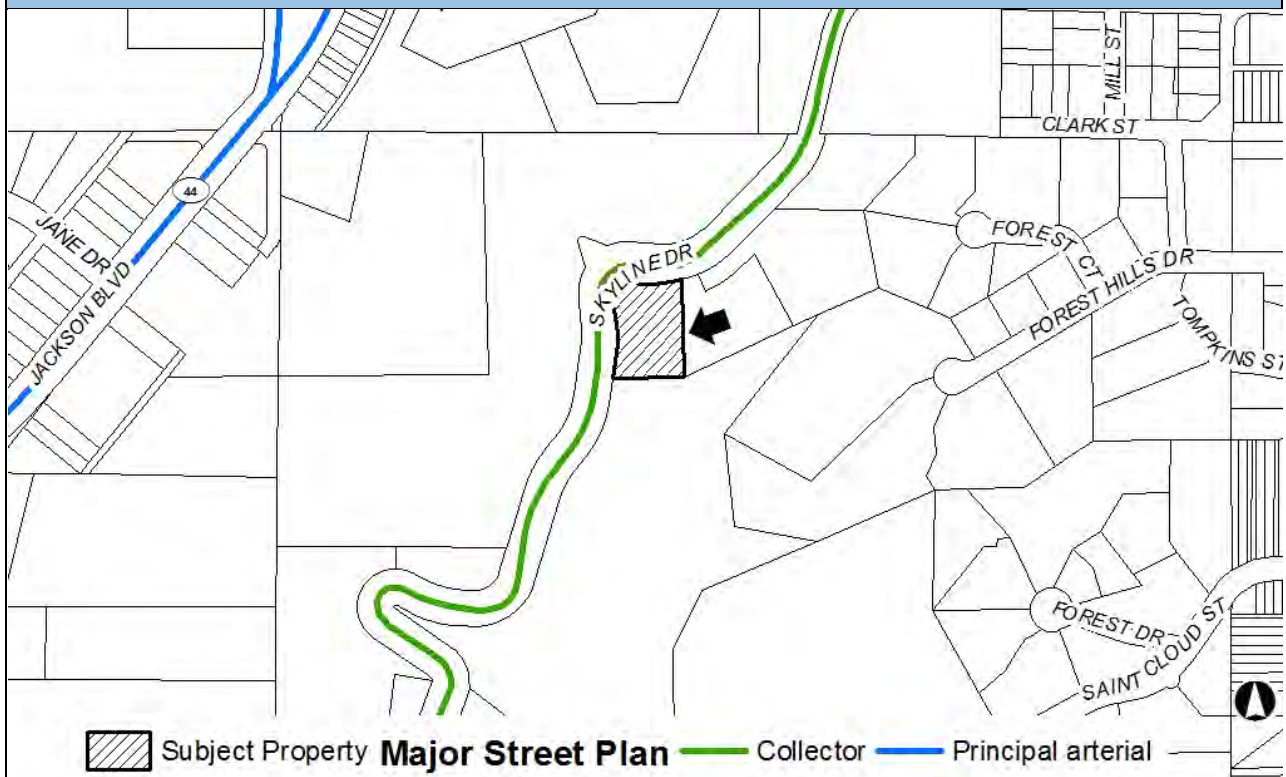 MILL ST
CLARK ST
44
JANE DR
JACKSON BLVD
S KYLINE DR
FOREST CT
FOREST HILLS DR
TOMPKINS ST
FOREST DR
SAINT CLOUD ST
Subject Property Major Street Plan Collector Principal arterial